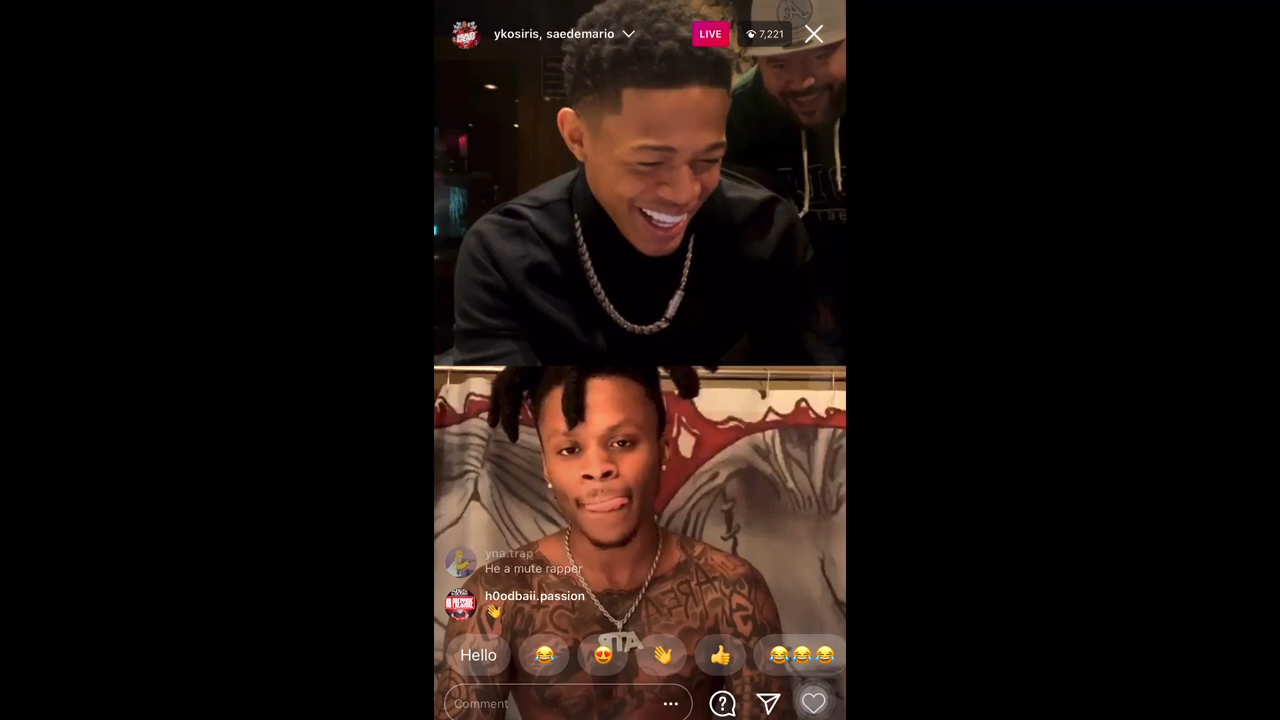 ykosiris, saedemario
LIVE
7,221
yna.trap
He a mute rapper
h0odbaii.passion
👋
Hello
😂
😍
👋
👍
😂😂😂
Comment